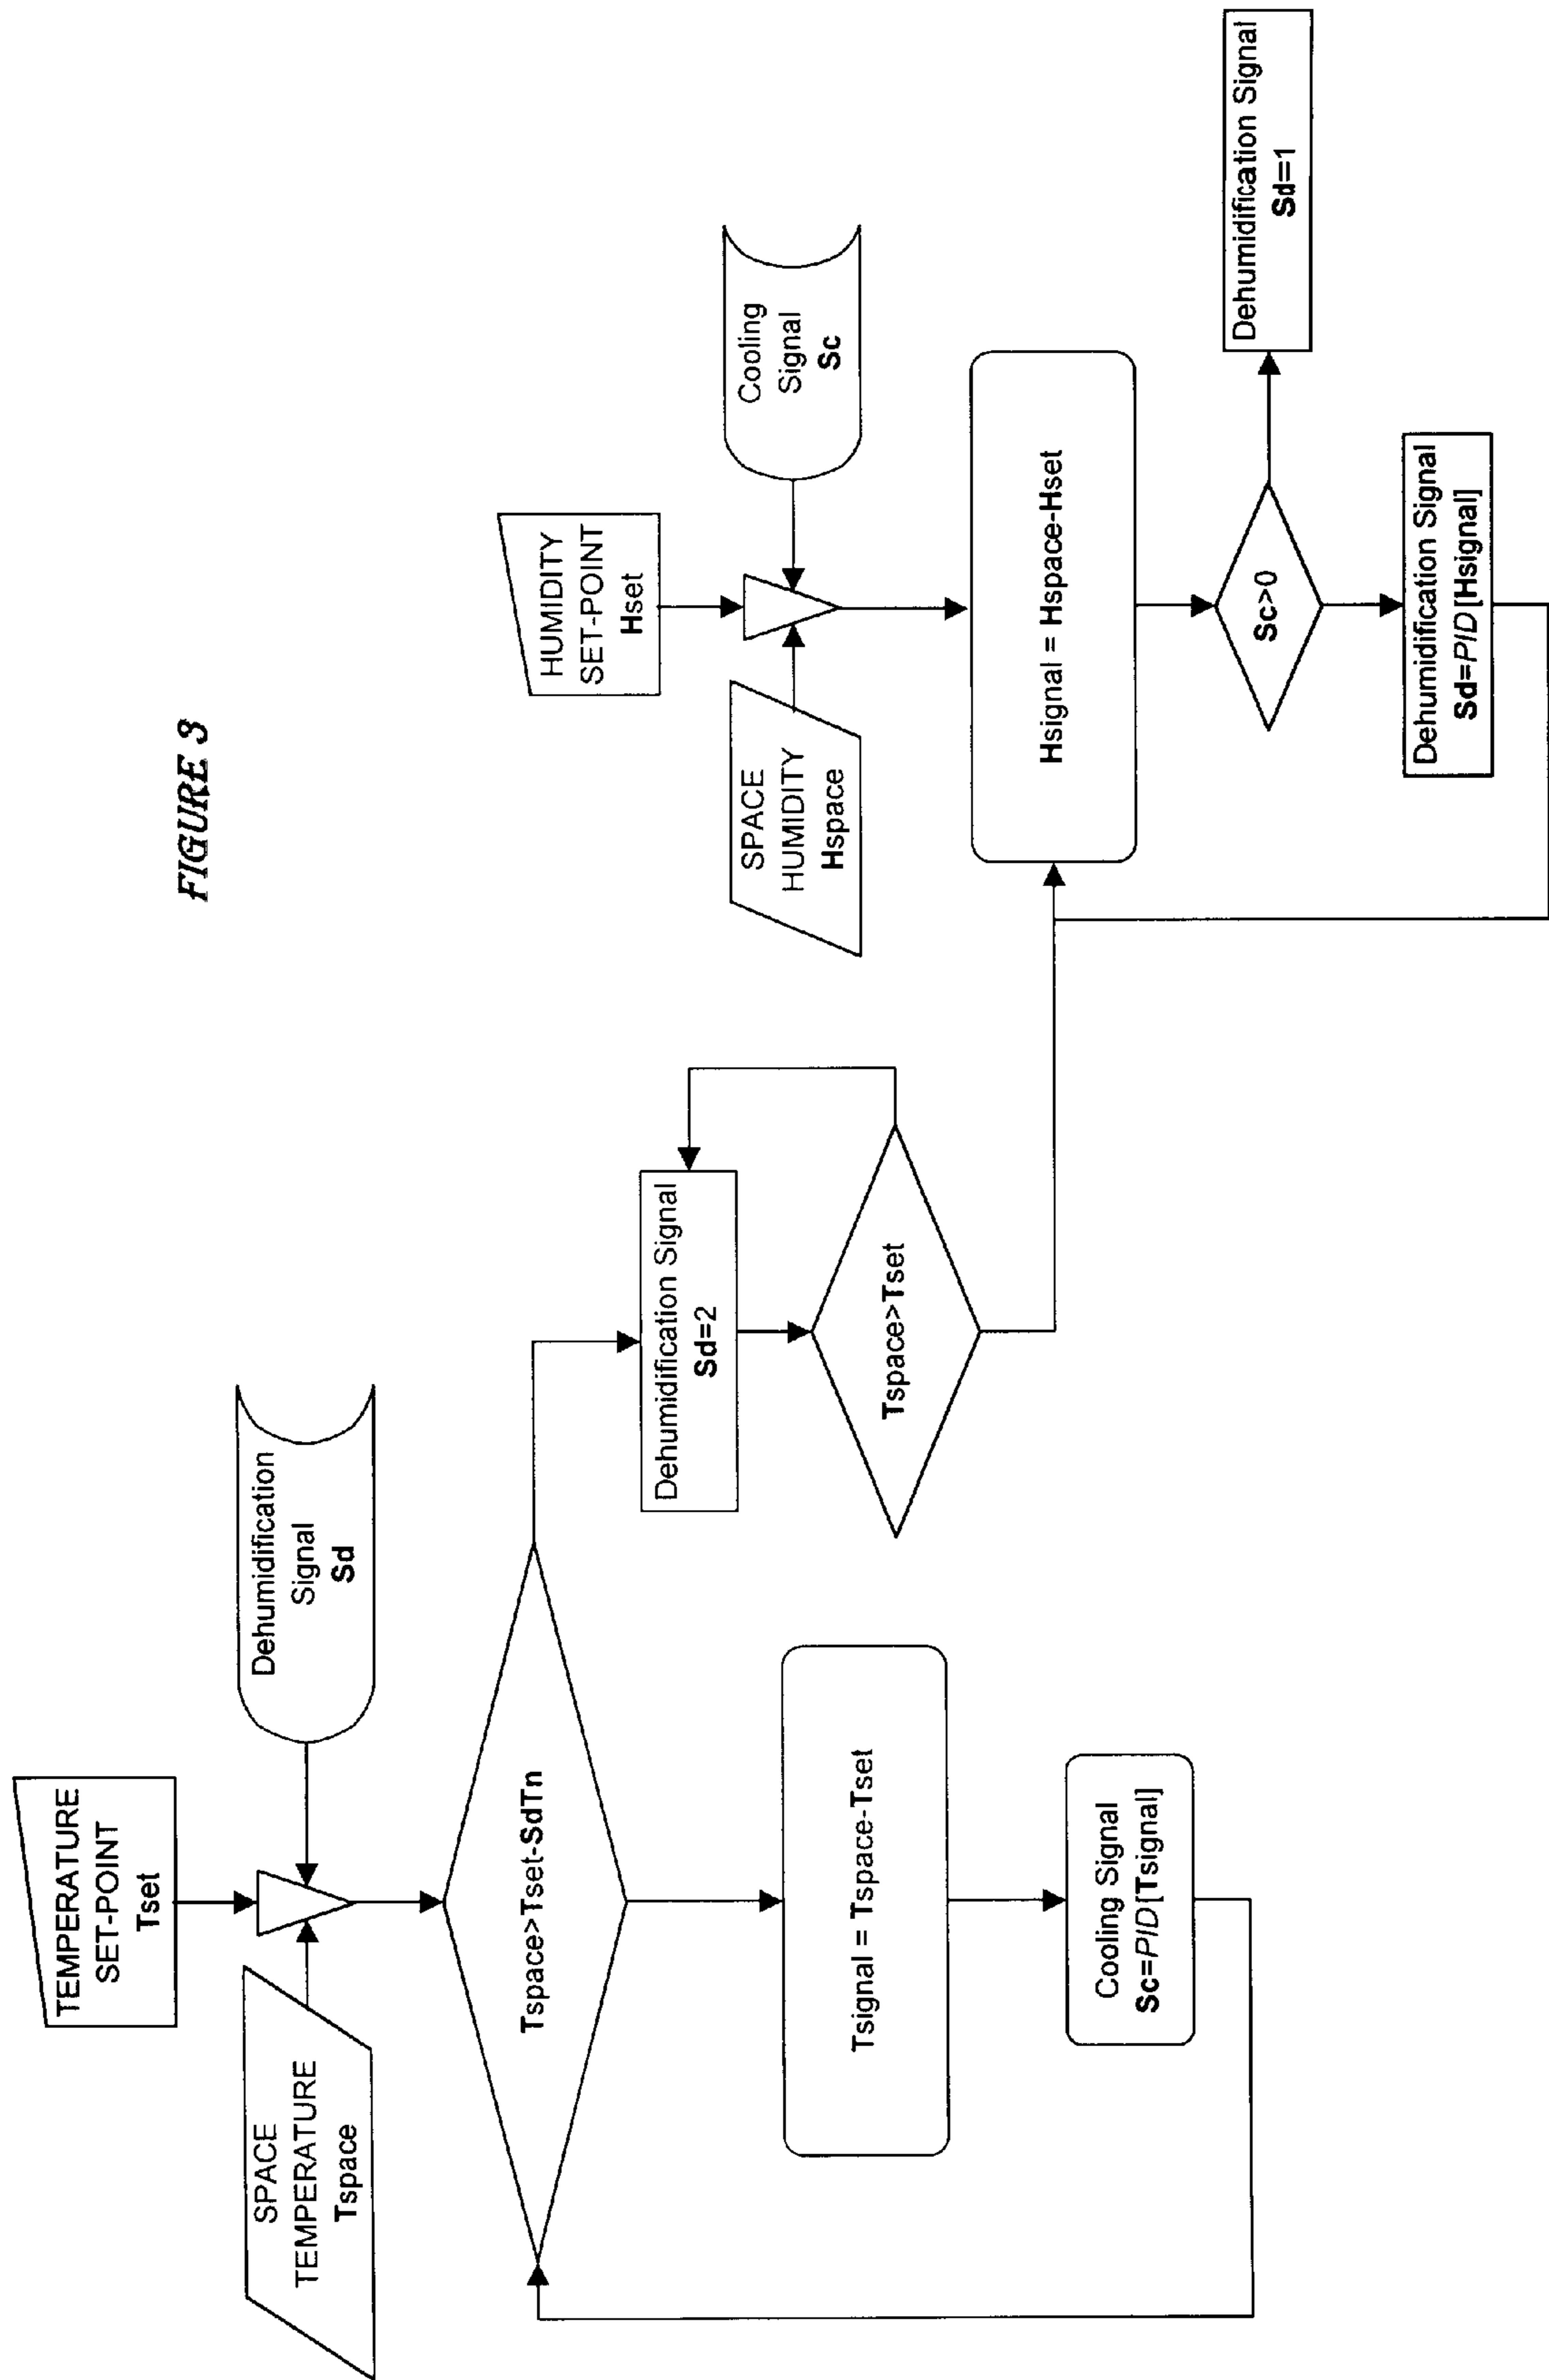 FIGURE 3
TEMPERATURE
SET-POINT
Tset
SPACE
TEMPERATURE
Tspace
Dehumidification
Signal
Sd
Tspace>Tset-SdTn
Tsignal = Tspace-Tset
Cooling Signal
Sc=PID[Tsignal]
Dehumidification Signal
Sd=2
Tspace>Tset
HUMIDITY
SET-POINT
Hset
SPACE
HUMIDITY
Hspace
Cooling
Signal
Sc
Hsignal = Hspace-Hset
Sc>0
Dehumidification Signal
Sd=1
Dehumidification Signal
Sd=PID[Hsignal]